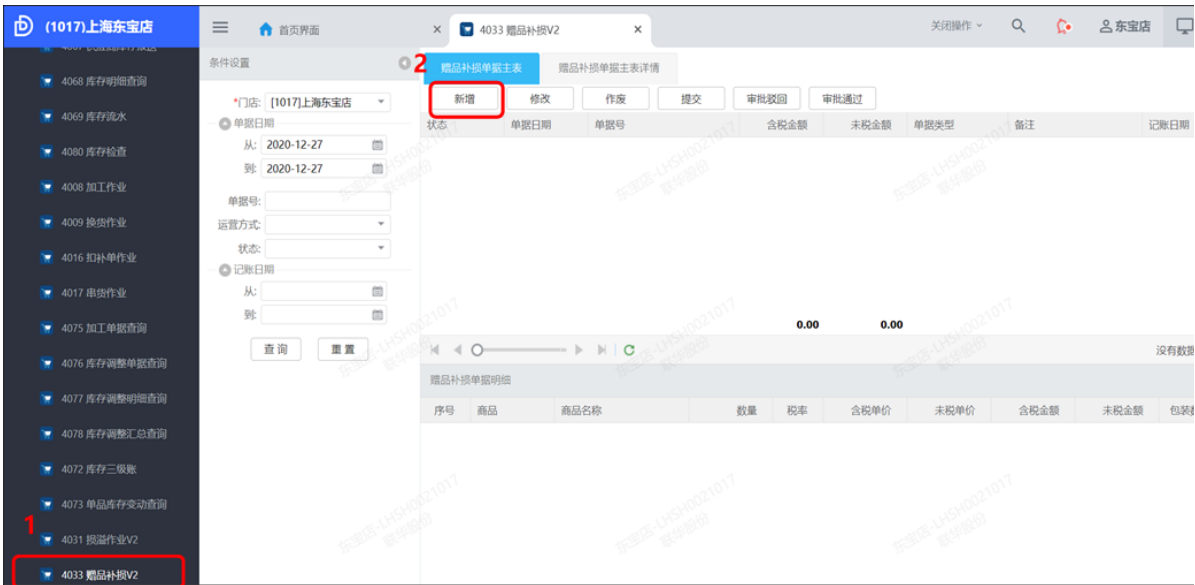 (1017)上海东宝店
4068 库存明细查询
4069 库存流水
4080 库存检查
4008 加工作业
4009 换货作业
4016 扣补单作业
4017 串货作业
4075 加工单据查询
4076 库存调整单据查询
4077 库存调整明细查询
4078 库存调整汇总查询
4072 库存三级账
4073 单品库存变动查询
1
4031 损溢作业V2
4033 赠品补损V2
首页界面
×
4033 赠品补损V2
×
关闭操作
东宝店
条件设置
*门店: [1017]上海东宝店
单据日期
从: 2020-12-27
到: 2020-12-27
单据号:
运营方式:
状态:
记账日期
从:
到:
查询
重置
2
赠品补损单据主表
赠品补损单据主表详情
新增 修改 作废 提交 审批驳回 审批通过
状态 单据日期 单据号 含税金额 未税金额 单据类型 备注 记账日期
0.00 0.00
没有数据
赠品补损单据明细
序号 商品 商品名称 数量 税率 含税单价 未税单价 含税金额 未税金额 包装
东宝店-LHSH0021017
联华股份